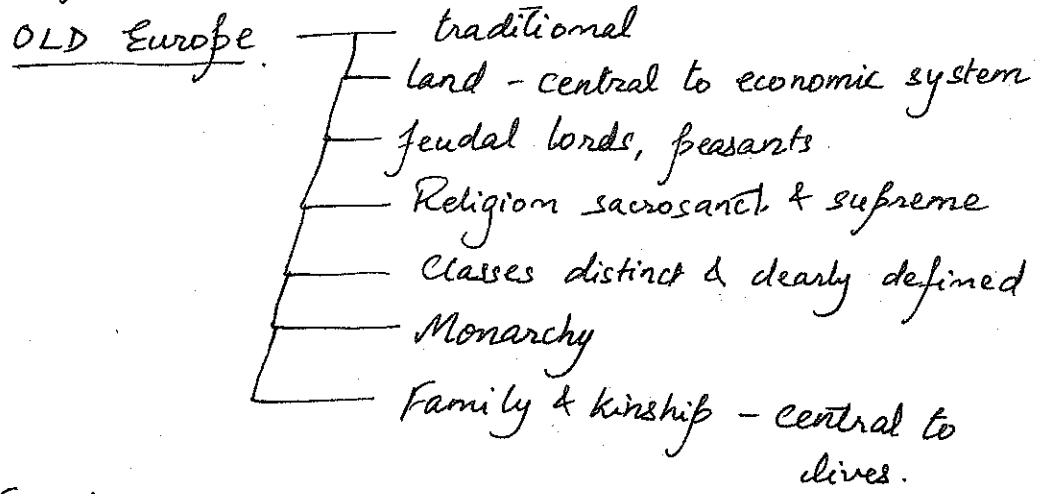 OLD Europe. traditional
land - central to economic system
feudal lords, peasants.
Religion sacrosanct & supreme
Classes distinct & clearly defined
Monarchy
Family & kinship - central to
lives.